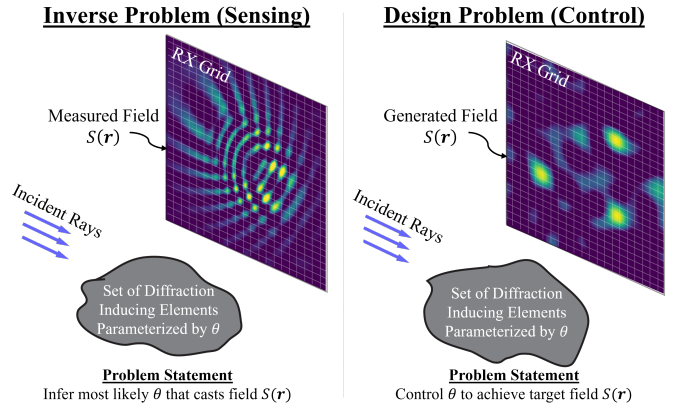 Inverse Problem (Sensing)
RX Grid
Measured Field
S(r)
Incident Rays
Set of Diffraction
Inducing Elements
Parameterized by θ
Problem Statement
Infer most likely θ that casts field S(r)
Design Problem (Control)
RX Grid
Generated Field
S(r)
Incident Rays
Set of Diffraction
Inducing Elements
Parameterized by θ
Problem Statement
Control θ to achieve target field S(r)